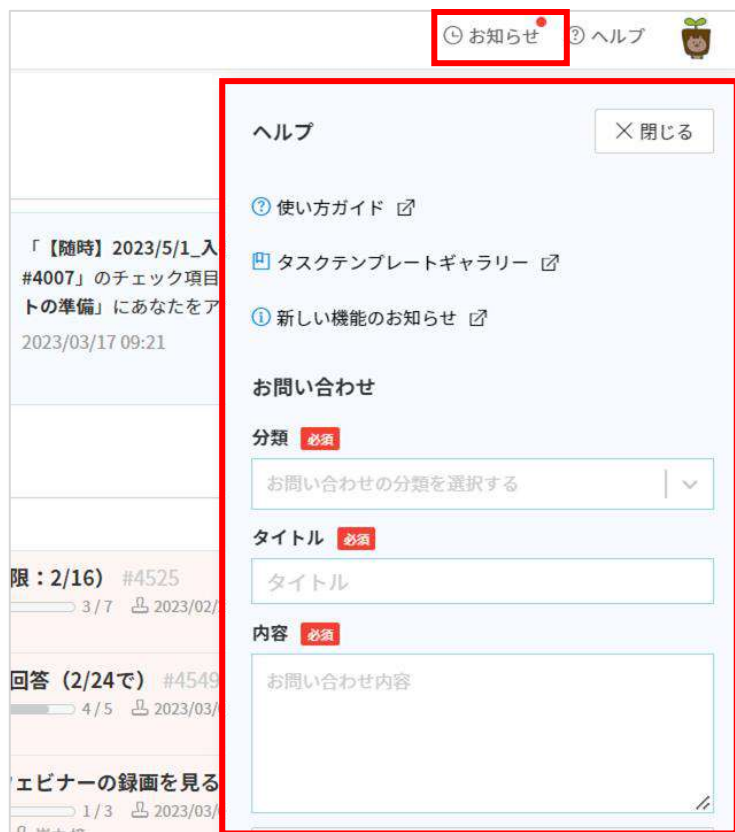 お知らせ
ヘルプ
ヘルプ
閉じる
使い方ガイド
タスクテンプレートギャラリー
新しい機能のお知らせ
お問い合わせ
分類 必須
お問い合わせの分類を選択する
タイトル 必須
タイトル
内容 必須
お問い合わせ内容
「【随時】2023/5/1_入
#4007」のチェック項目
トの準備」にあなたをア
2023/03/17 09:21
限：2/16） #4525
3 / 7 2023/02/
回答（2/24で） #4549
4 / 5 2023/03/
ェビナーの録画を見る
1 / 3 2023/03/